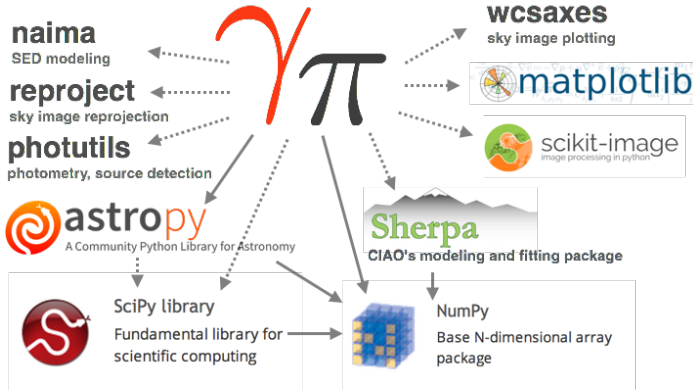 naima
SED modeling
reproject
sky image reprojection
photutils
photometry, source detection
γπ
wcsaxes
sky image plotting
matplotlib
scikit-image
image processing in python
astropy
A Community Python Library for Astronomy
Sherpa
CIAO's modeling and fitting package
SciPy library
Fundamental library for
scientific computing
NumPy
Base N-dimensional array
package